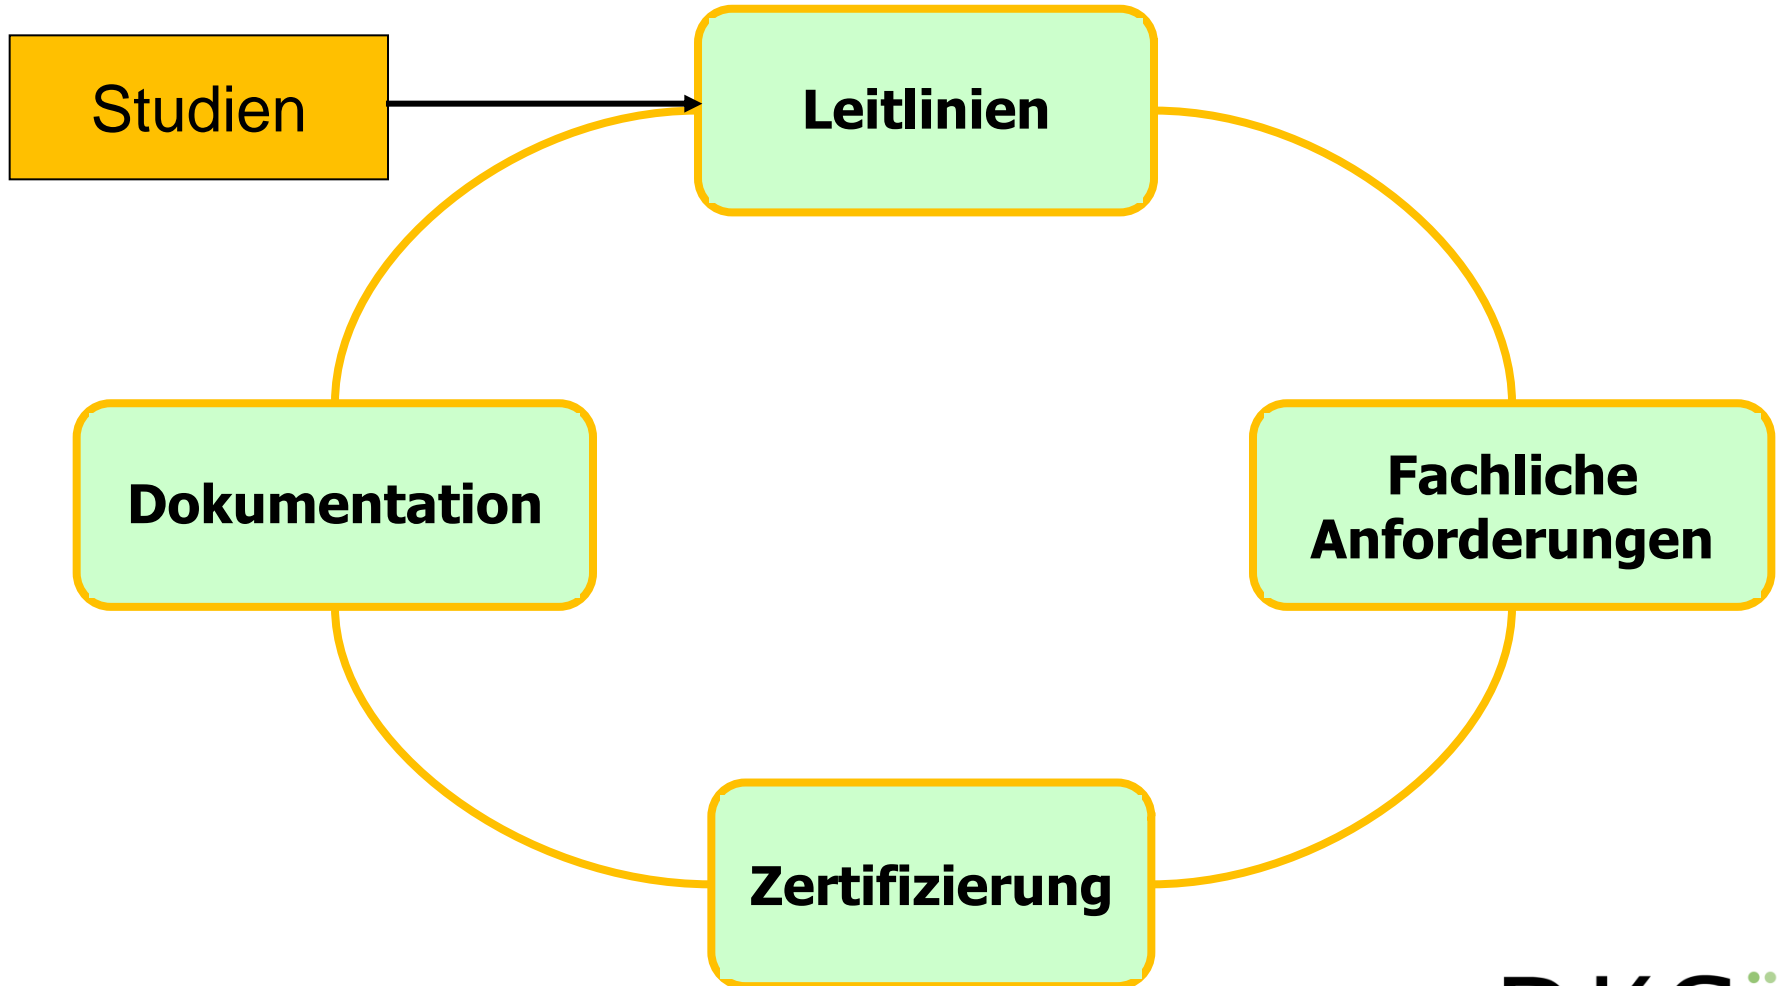 Studien
Leitlinien
Dokumentation
Fachliche
Anforderungen
Zertifizierung